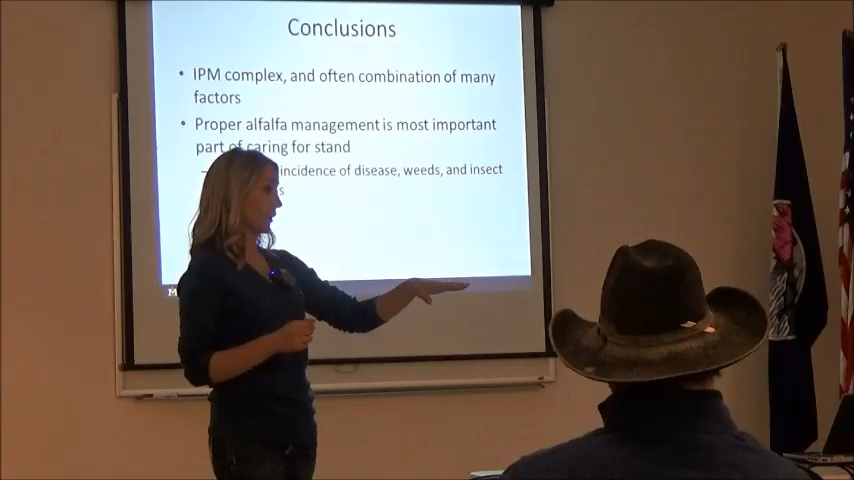 Conclusions
• IPM complex, and often combination of many
factors
• Proper alfalfa management is most important
part of caring for stand
– incidence of disease, weeds, and insect
M